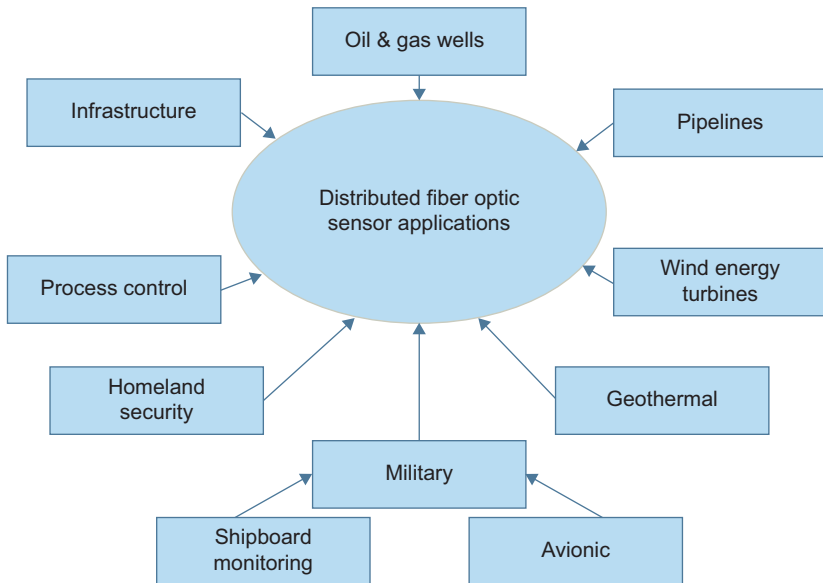 Oil & gas wells
Infrastructure
Pipelines
Distributed fiber optic
sensor applications
Process control
Wind energy
turbines
Homeland
security
Geothermal
Military
Shipboard
monitoring
Avionic